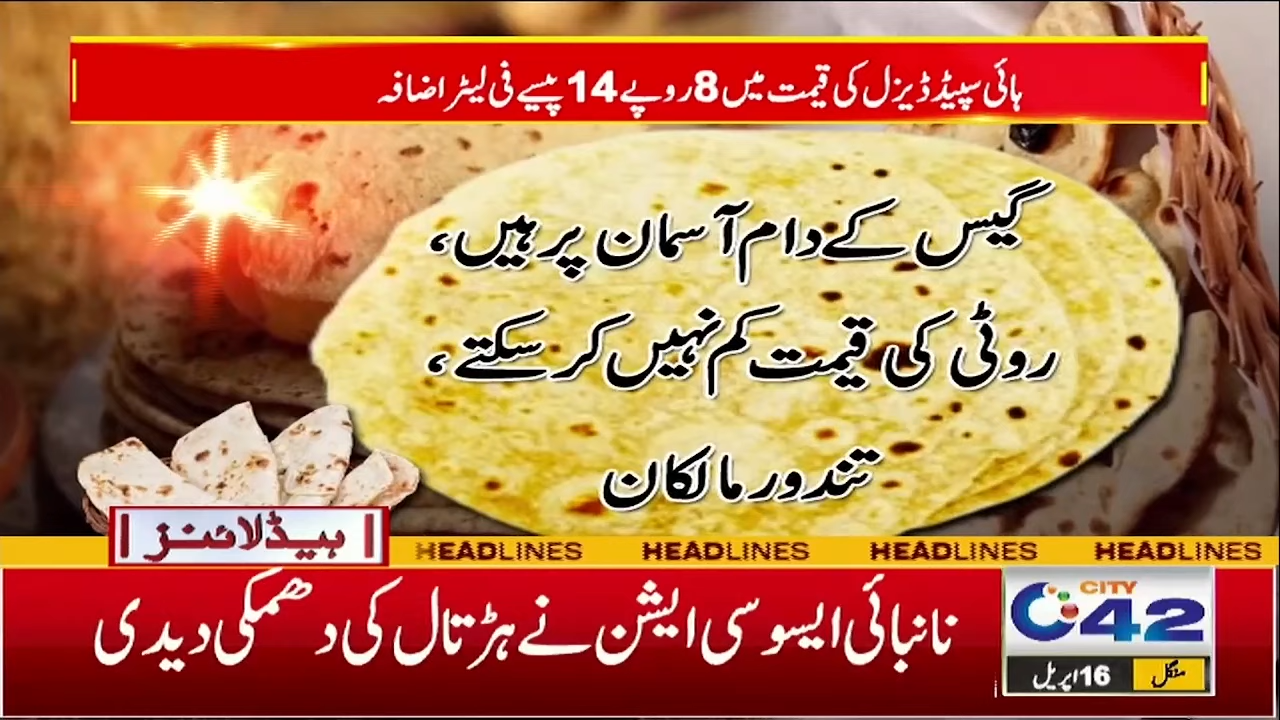 ہائی سپیڈ ڈیزل کی قیمت میں 8 روپے 14 پیسے فی لیٹر اضافہ
گیس کے دام آسمان پر ہیں،
روٹی کی قیمت کم نہیں کر سکتے،
تندور مالکان
ہیڈلائنز
HEADLINES HEADLINES HEADLINES HEADLINES
نانبائی ایسوسی ایشن نے ہڑتال کی دھمکی دیدی
CITY
42
منگل 16 اپریل